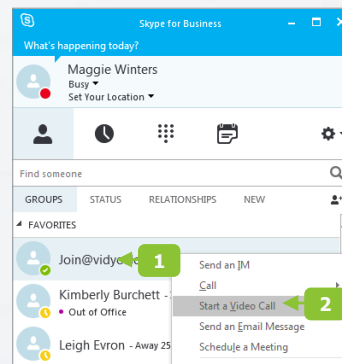 Skype for Business
What's happening today?
Maggie Winters
Busy
Set Your Location
Find someone
GROUPS STATUS RELATIONSHIPS NEW
FAVORITES
Join@vidyo
1
Send an IM
Call
Kimberly Burchett -
Start a Video Call
2
Out of Office
Send an Email Message
Leigh Evron - Away 25
Schedule a Meeting